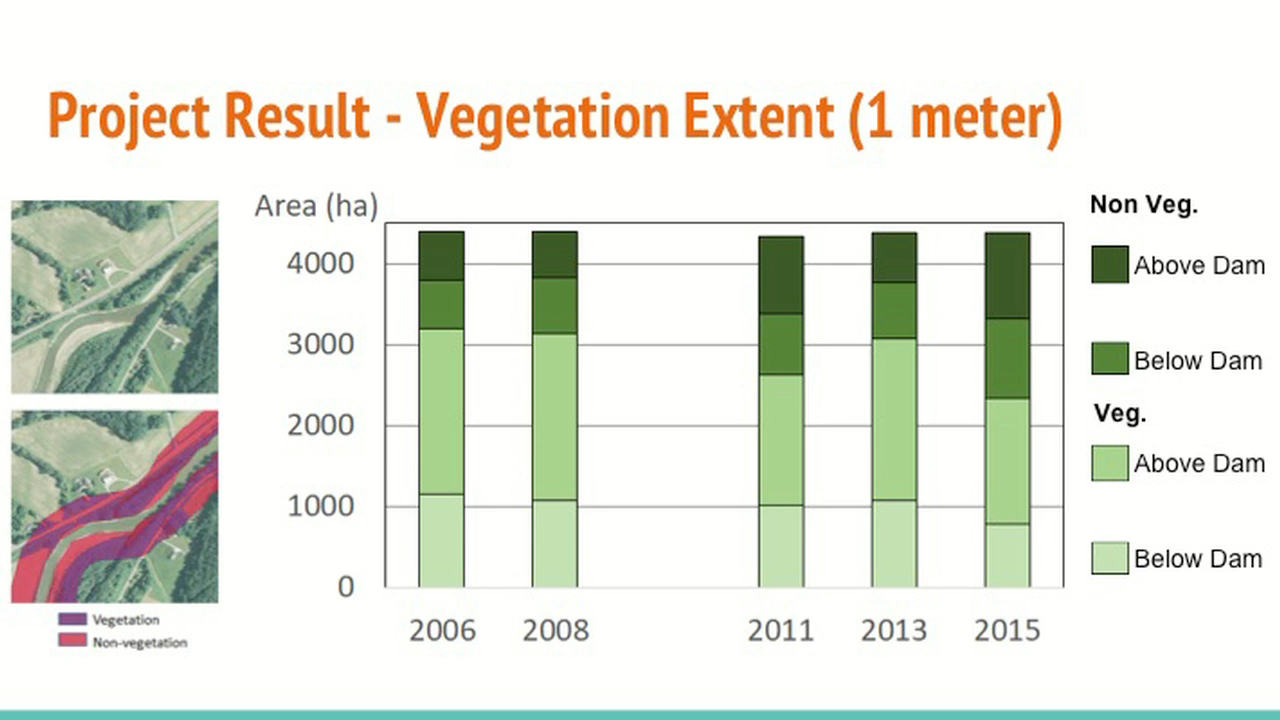 Project Result - Vegetation Extent (1 meter)
Area (ha)
4000
3000
2000
1000
0
2006 2008 2011 2013 2015
Non Veg.
Above Dam
Below Dam
Veg.
Above Dam
Below Dam
Vegetation
Non-vegetation